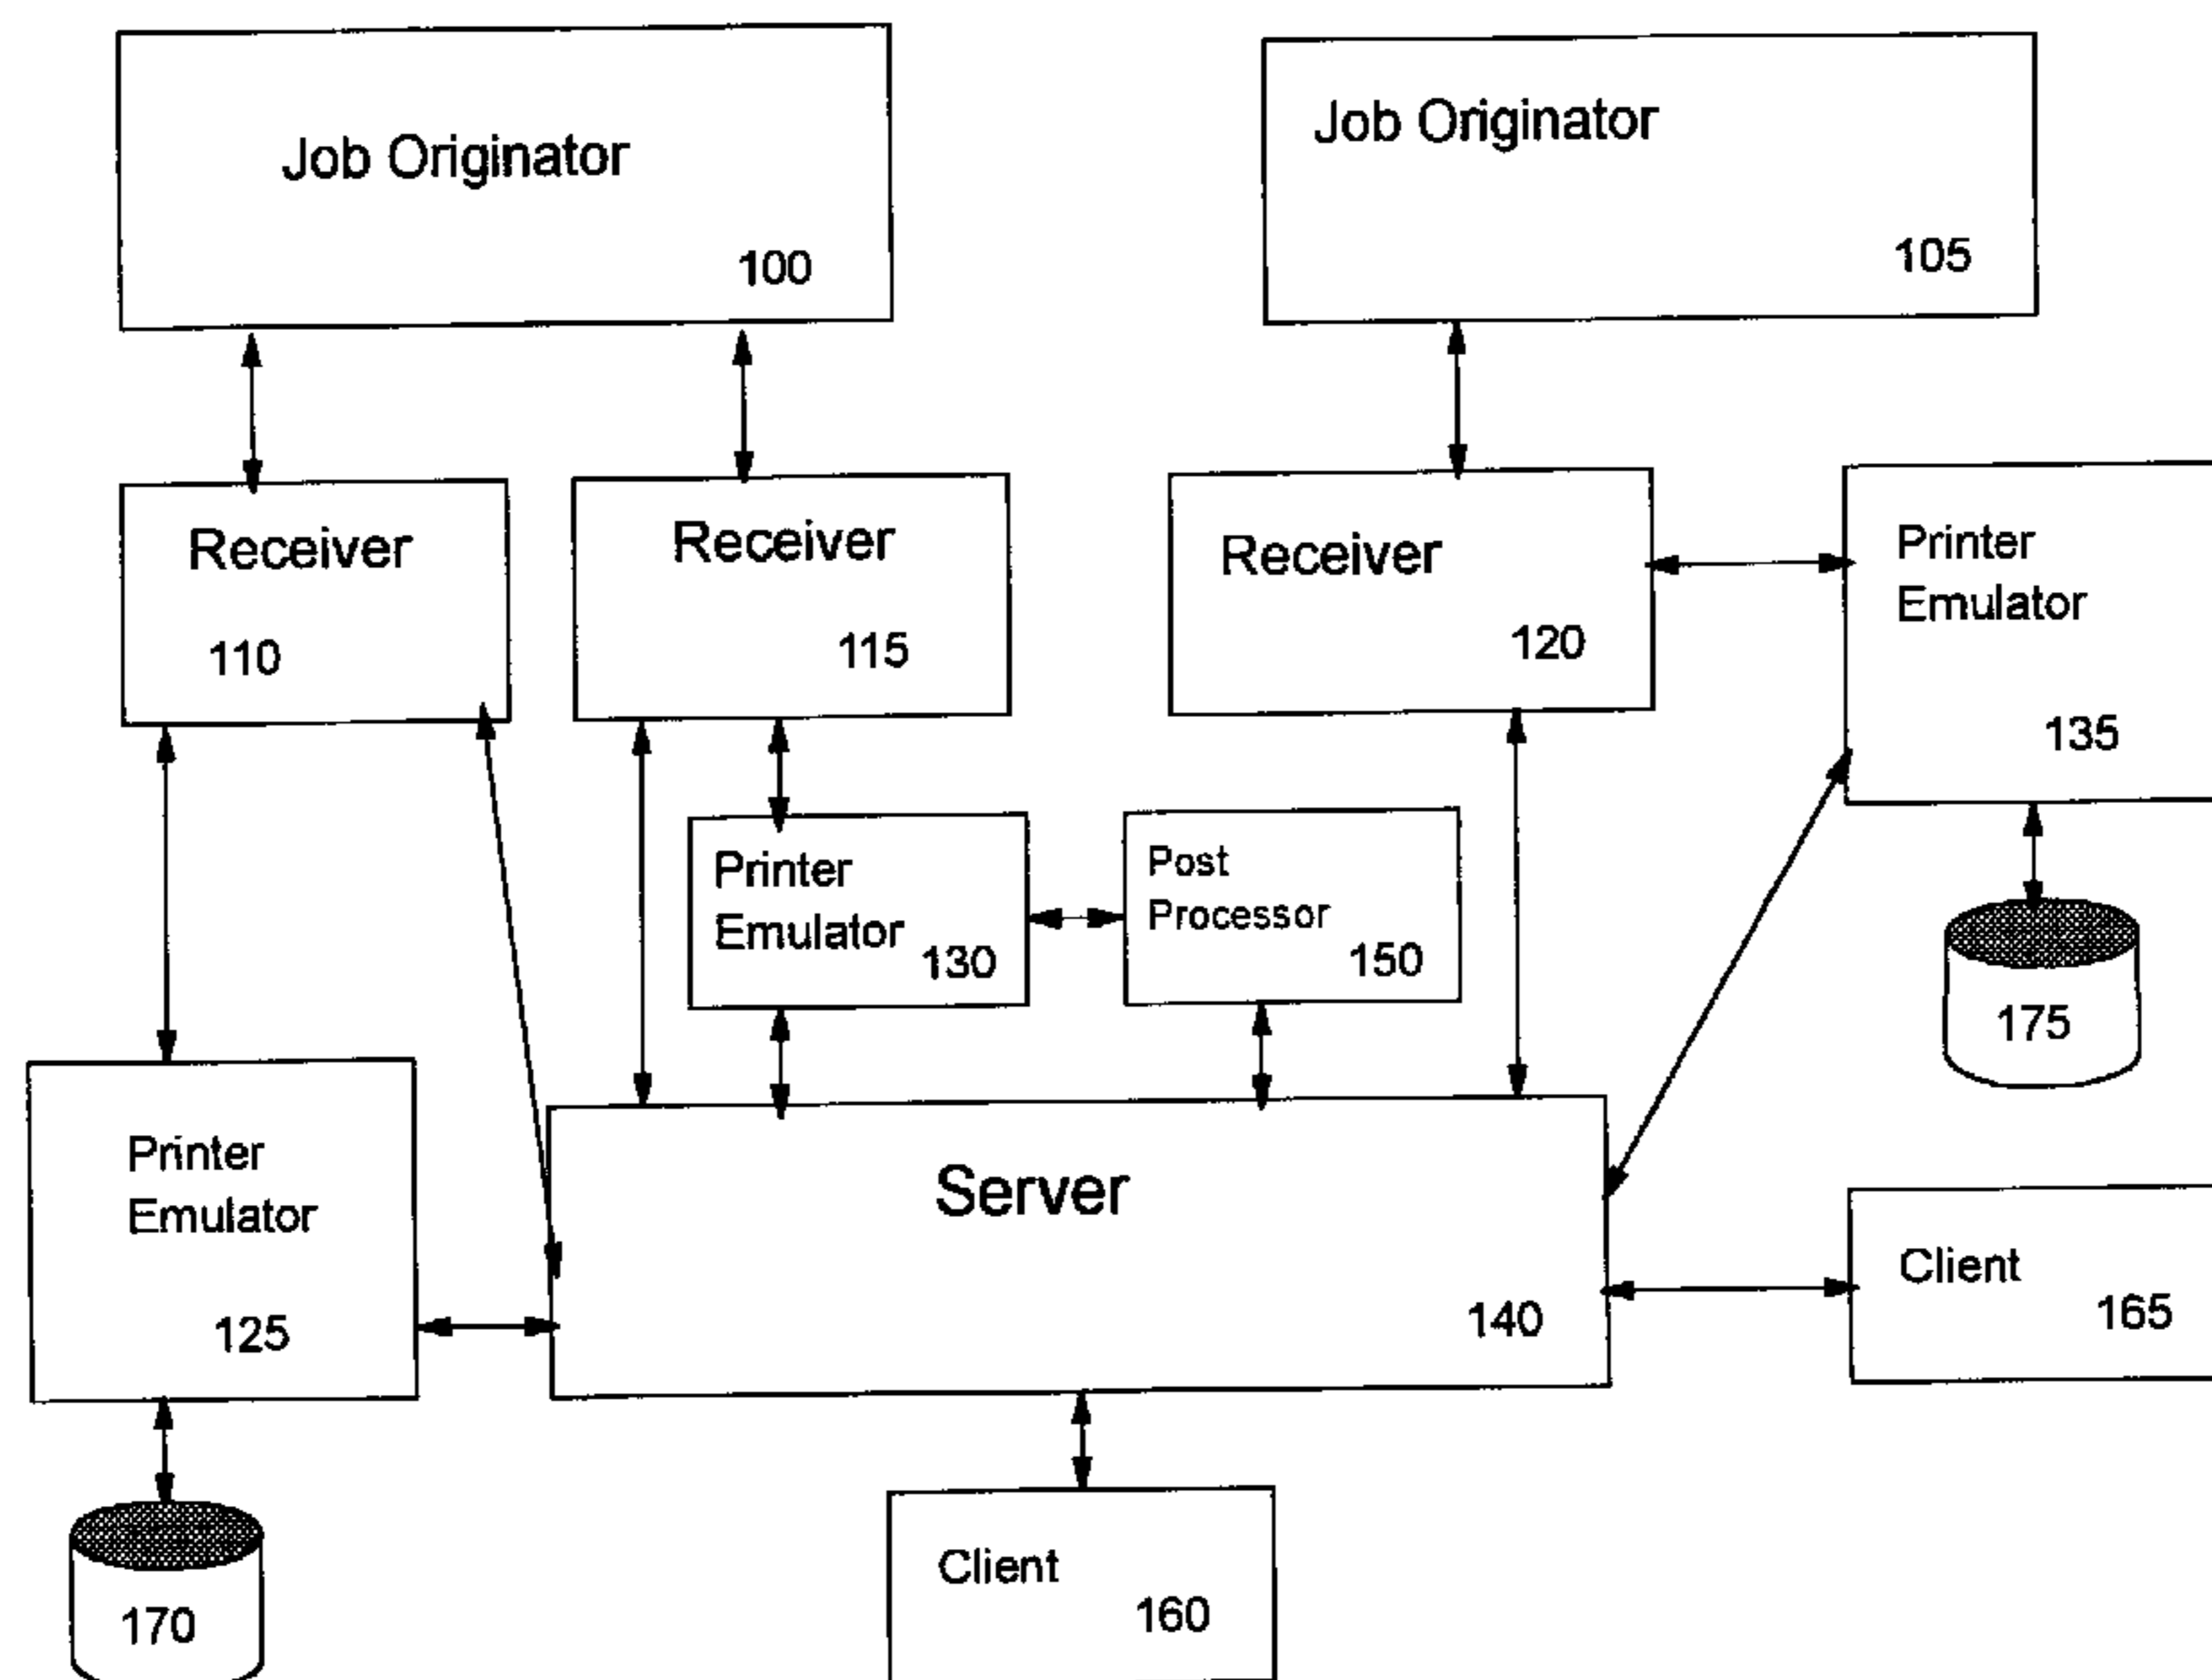 Job Originator
100
Job Originator
105
Receiver
110
Receiver
115
Receiver
120
Printer
Emulator
135
Printer
Emulator
130
Post
Processor
150
175
Printer
Emulator
125
Server
140
Client
165
170
Client
160